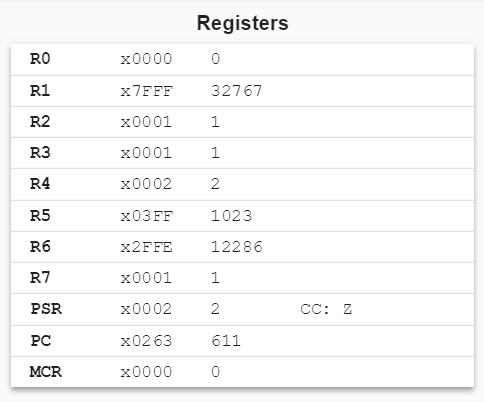 Registers
R0 x0000 0
R1 x7FFF 32767
R2 x0001 1
R3 x0001 1
R4 x0002 2
R5 x03FF 1023
R6 x2FFE 12286
R7 x0001 1
PSR x0002 2 CC: Z
PC x0263 611
MCR x0000 0